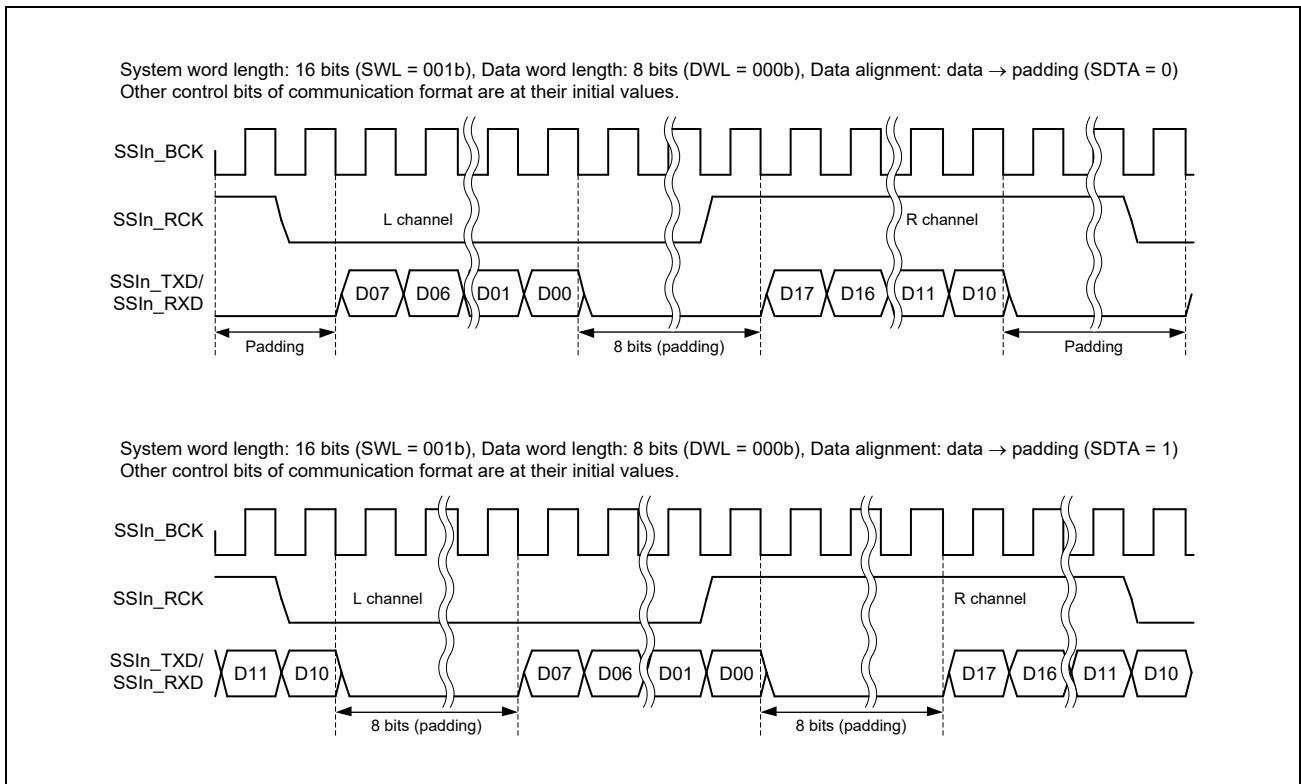 System word length: 16 bits (SWL = 001b), Data word length: 8 bits (DWL = 000b), Data alignment: data → padding (SDTA = 0)
Other control bits of communication format are at their initial values.
SSIn_BCK
SSIn_RCK
L channel
R channel
SSIn_TXD/
SSIn_RXD
D07 D06 D01 D00 D17 D16 D11 D10
Padding 8 bits (padding) Padding
System word length: 16 bits (SWL = 001b), Data word length: 8 bits (DWL = 000b), Data alignment: data → padding (SDTA = 1)
Other control bits of communication format are at their initial values.
SSIn_BCK
SSIn_RCK
L channel
R channel
SSIn_TXD/
SSIn_RXD
D11 D10 D07 D06 D01 D00 D17 D16 D11 D10
8 bits (padding) 8 bits (padding)